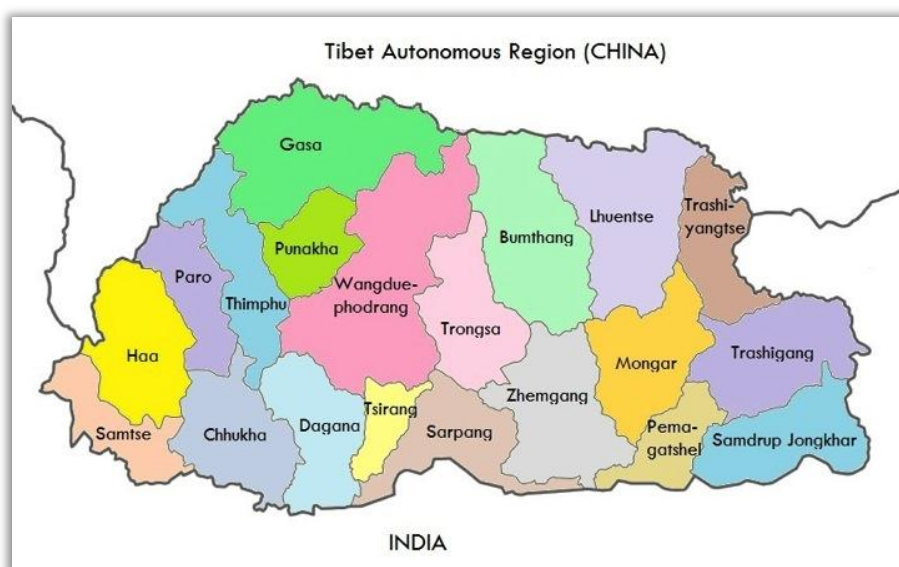 Tibet Autonomous Region (CHINA)
Gasa
Trashi-
yangtse
Lhuentse
Punakha
Bumthang
Paro
Wangdue-
phodrang
Thimphu
Trongsa
Haa
Mongar
Trashigang
Zhemgang
Tsirang
Dagana
Sarpang
Pema-
gatshel
Samtse
Chhukha
Samdrup Jongkhar
INDIA